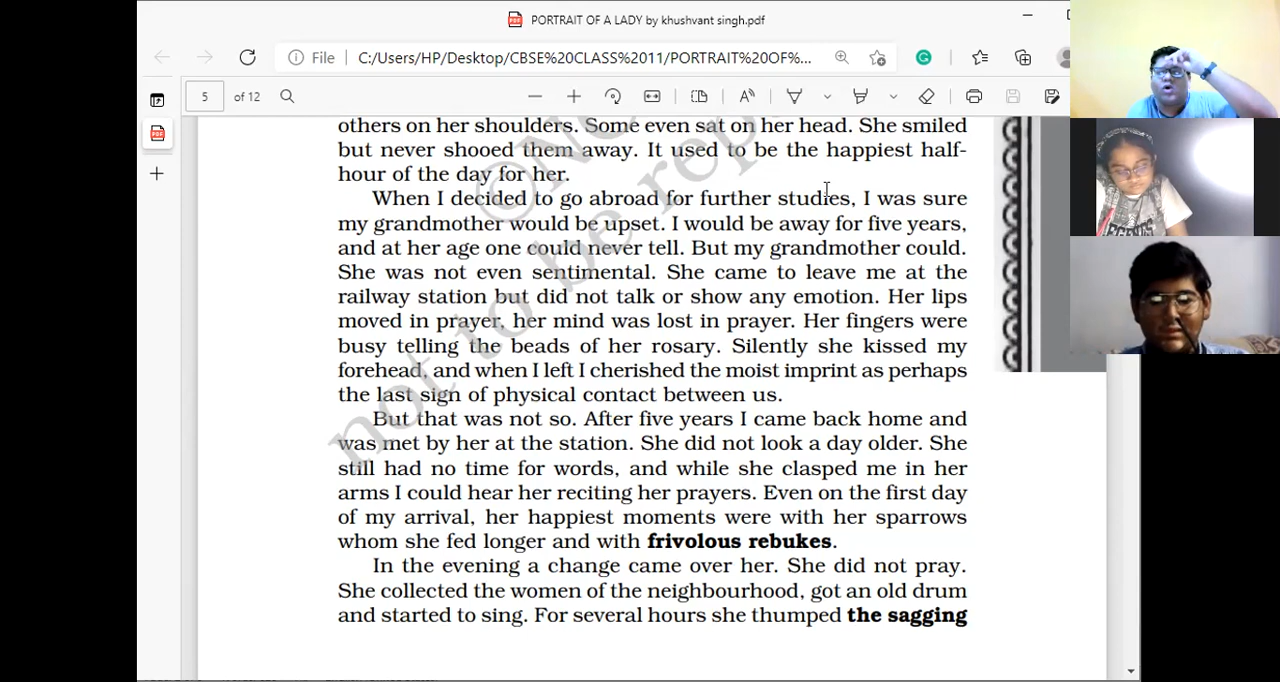 PORTRAIT OF A LADY by khushvant singh.pdf
File C:/Users/HP/Desktop/CBSE%20CLASS%2011/PORTRAIT%20OF%...
5 of 12
others on her shoulders. Some even sat on her head. She smiled
but never shooed them away. It used to be the happiest half-
hour of the day for her.
When I decided to go abroad for further studies, I was sure
my grandmother would be upset. I would be away for five years,
and at her age one could never tell. But my grandmother could.
She was not even sentimental. She came to leave me at the
railway station but did not talk or show any emotion. Her lips
moved in prayer, her mind was lost in prayer. Her fingers were
busy telling the beads of her rosary. Silently she kissed my
forehead, and when I left I cherished the moist imprint as perhaps
the last sign of physical contact between us.
But that was not so. After five years I came back home and
was met by her at the station. She did not look a day older. She
still had no time for words, and while she clasped me in her
arms I could hear her reciting her prayers. Even on the first day
of my arrival, her happiest moments were with her sparrows
whom she fed longer and with frivolous rebukes.
In the evening a change came over her. She did not pray.
She collected the women of the neighbourhood, got an old drum
and started to sing. For several hours she thumped the sagging
not to be rep